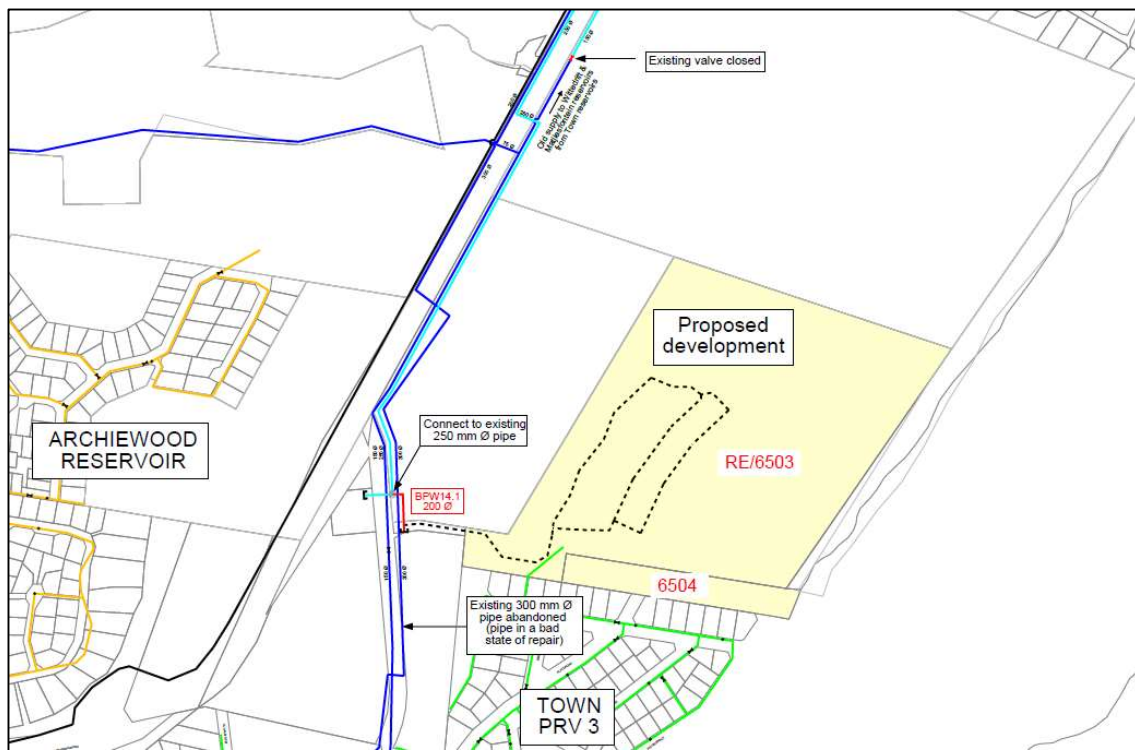 Existing valve closed
Old supply to Wittedrift &
Matjiesfontein reservoirs
from Town reservoirs
Proposed
development
Connect to existing
250 mm Ø pipe
ARCHIEWOOD
RESERVOIR
RE/6503
BPW14.1
200 Ø
6504
Existing 300 mm Ø
pipe abandoned
(pipe in a bad
state of repair)
TOWN
PRV 3